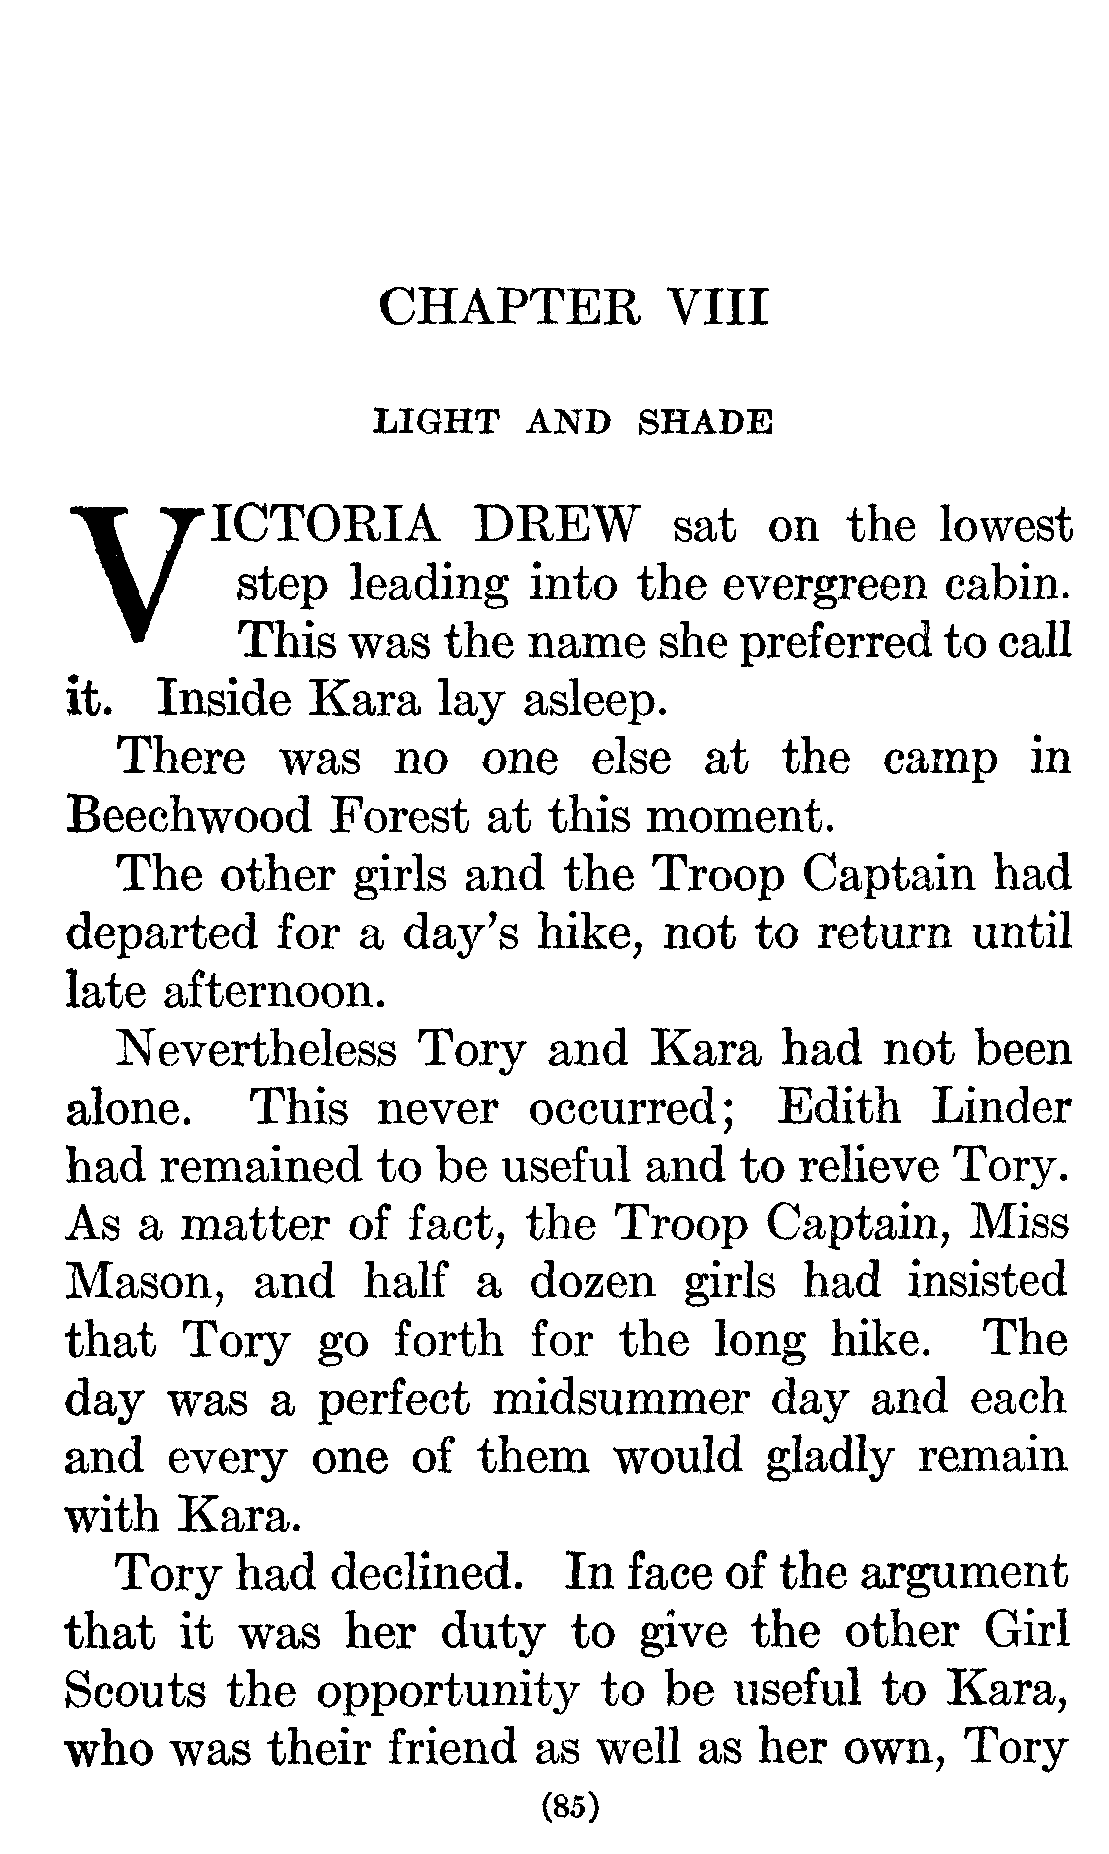 CHAPTER VIII
LIGHT AND SHADE
VICTORIA DREW sat on the lowest
step leading into the evergreen cabin.
This was the name she preferred to call
it. Inside Kara lay asleep.
There was no one else at the camp in
Beechwood Forest at this moment.
The other girls and the Troop Captain had
departed for a day's hike, not to return until
late afternoon.
Nevertheless Tory and Kara had not been
alone. This never occurred; Edith Linder
had remained to be useful and to relieve Tory.
As a matter of fact, the Troop Captain, Miss
Mason, and half a dozen girls had insisted
that Tory go forth for the long hike. The
day was a perfect midsummer day and each
and every one of them would gladly remain
with Kara.
Tory had declined. In face of the argument
that it was her duty to give the other Girl
Scouts the opportunity to be useful to Kara,
who was their friend as well as her own, Tory
(85)